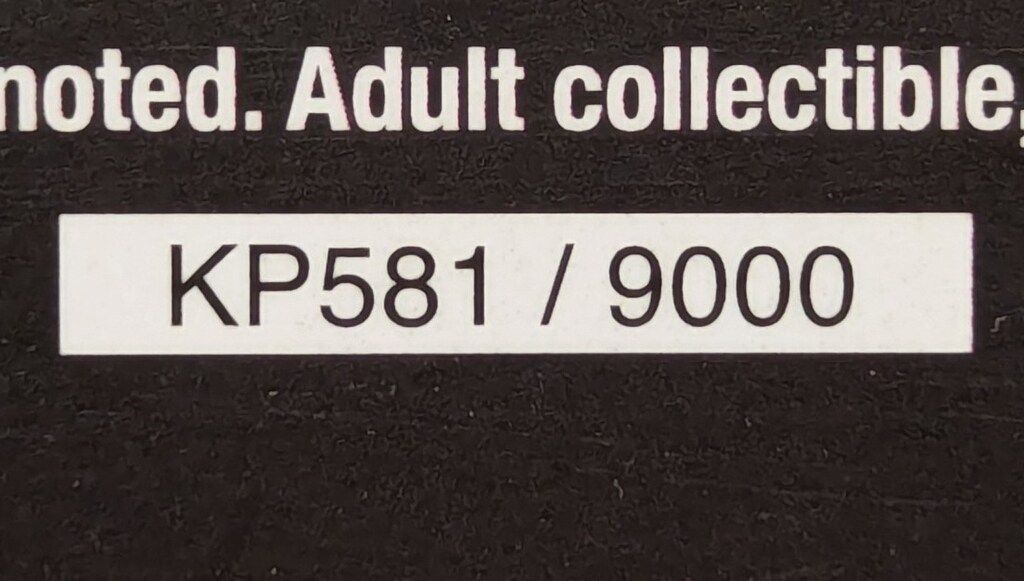 noted. Adult collectible,
KP581 / 9000